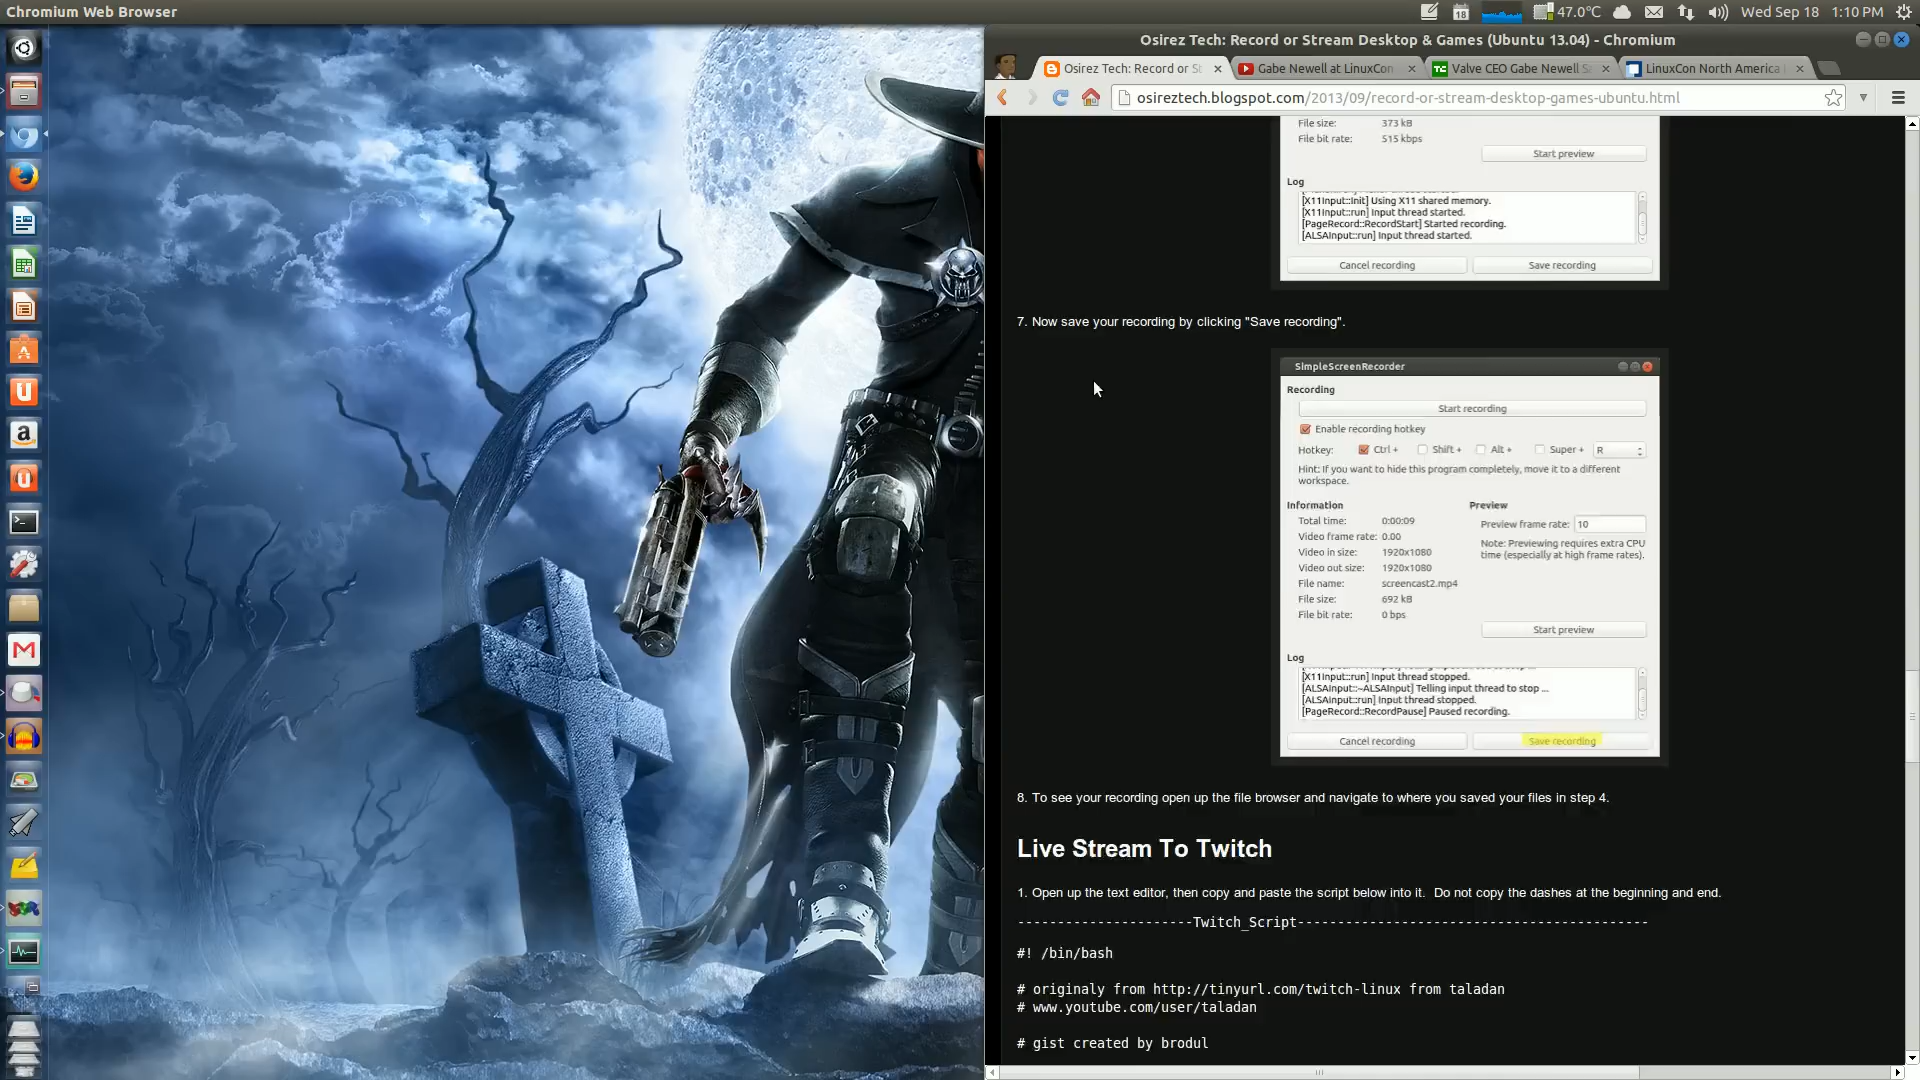 Chromium Web Browser
18
47.0°C
Wed Sep 18
1:10 PM
Osirez Tech: Record or Stream Desktop & Games (Ubuntu 13.04) - Chromium
Osirez Tech: Record or St
Gabe Newell at LinuxCon
Valve CEO Gabe Newell S
LinuxCon North America
osireztech.blogspot.com/2013/09/record-or-stream-desktop-games-ubuntu.html
File size: 373 kB
File bit rate: 515 kbps
Start preview
Log
[X11Input::Init] Using X11 shared memory.
[X11Input::run] Input thread started.
[PageRecord::RecordStart] Started recording.
[ALSAInput::run] Input thread started.
Cancel recording
Save recording
7. Now save your recording by clicking "Save recording".
SimpleScreenRecorder
Recording
Start recording
Enable recording hotkey
Hotkey: Ctrl + Shift + Alt + Super + R
Hint: If you want to hide this program completely, move it to a different
workspace.
Information
Total time: 0:00:09
Video frame rate: 0.00
Video in size: 1920x1080
Video out size: 1920x1080
File name: screencast2.mp4
File size: 692 kB
File bit rate: 0 bps
Preview
Preview frame rate: 10
Note: Previewing requires extra CPU
time (especially at high frame rates).
Start preview
Log
[X11Input::run] Input thread stopped.
[ALSAInput::~ALSAInput] Telling input thread to stop ...
[ALSAInput::run] Input thread stopped.
[PageRecord::RecordPause] Paused recording.
Cancel recording
Save recording
8. To see your recording open up the file browser and navigate to where you saved your files in step 4.
Live Stream To Twitch
1. Open up the text editor, then copy and paste the script below into it. Do not copy the dashes at the beginning and end.
----------------------Twitch_Script--------------------------------------------
#! /bin/bash
# originaly from http://tinyurl.com/twitch-linux from taladan
# www.youtube.com/user/taladan
# gist created by brodul